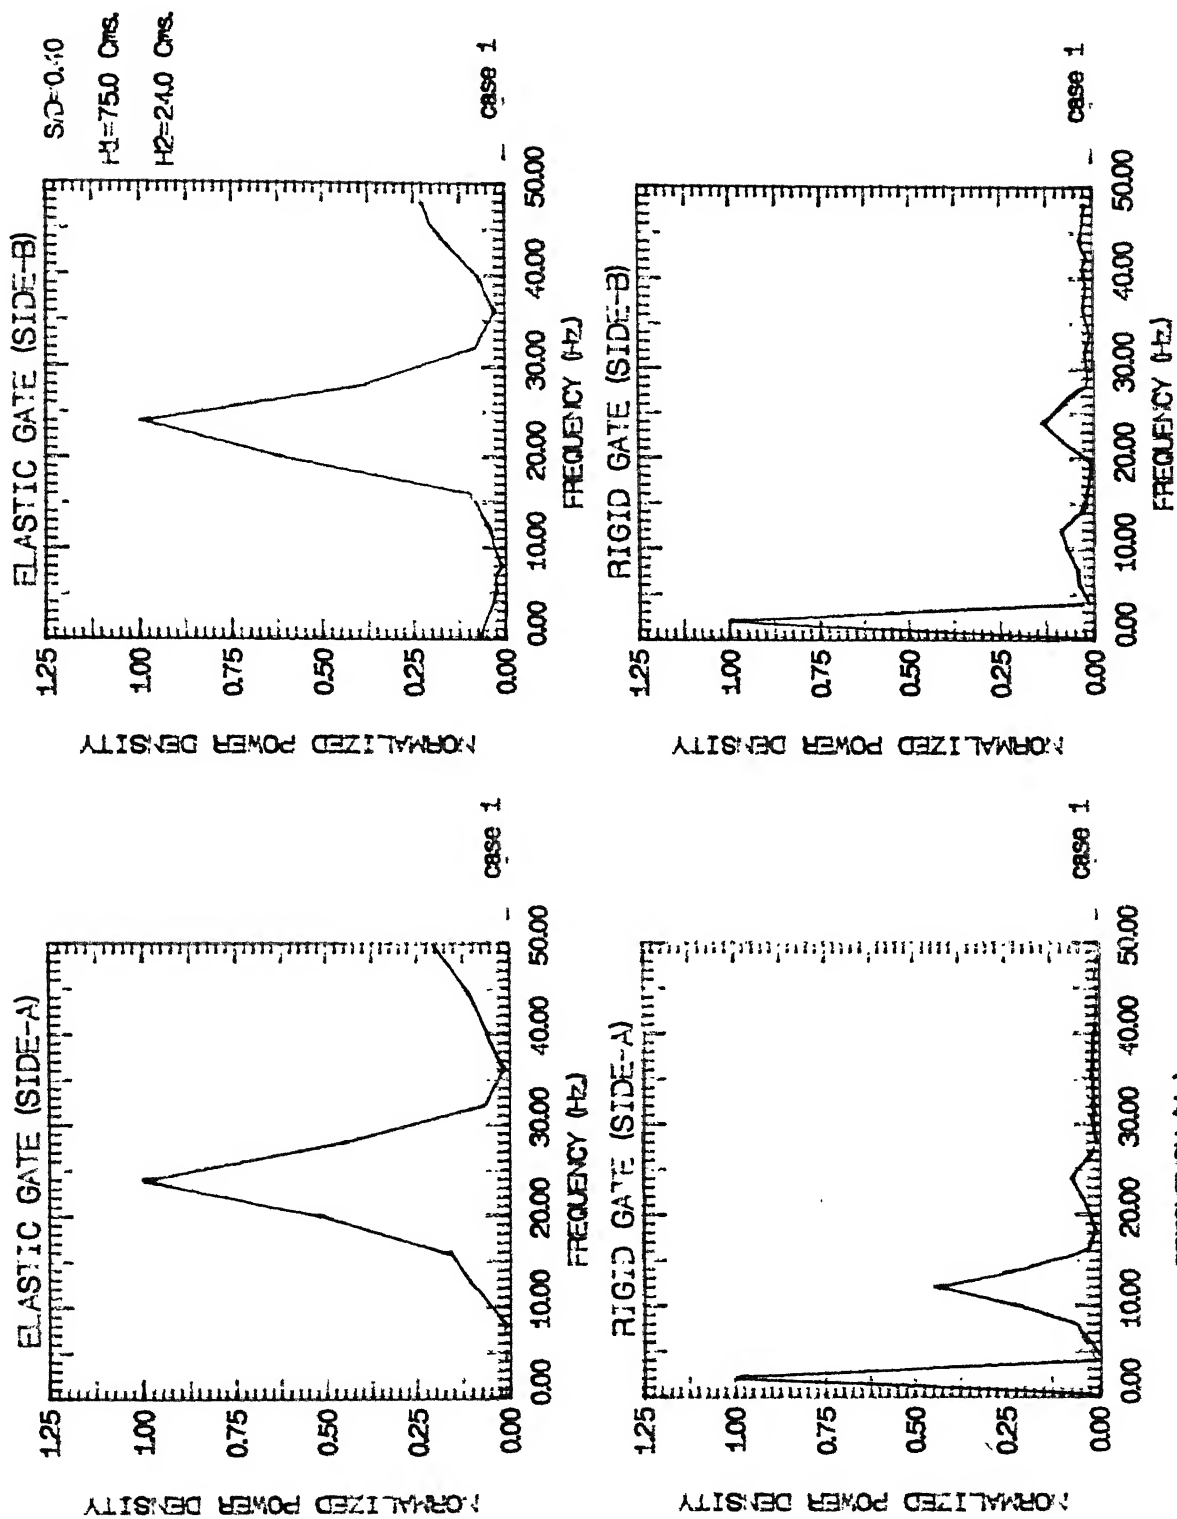 ELASTIC GATE (SIDE-A)
NORMALIZED POWER DENSITY
1.25
1.00
0.75
0.50
0.25
0.00
0.00 10.00 20.00 30.00 40.00 50.00
FREQUENCY (Hz.)
case 1
ELASTIC GATE (SIDE-B)
NORMALIZED POWER DENSITY
1.25
1.00
0.75
0.50
0.25
0.00
0.00 10.00 20.00 30.00 40.00 50.00
FREQUENCY (Hz.)
case 1
S/D=0.40
H1=75.0 Cms.
H2=24.0 Cms.
RIGID GATE (SIDE-A)
NORMALIZED POWER DENSITY
1.25
1.00
0.75
0.50
0.25
0.00
0.00 10.00 20.00 30.00 40.00 50.00
case 1
RIGID GATE (SIDE-B)
NORMALIZED POWER DENSITY
1.25
1.00
0.75
0.50
0.25
0.00
0.00 10.00 20.00 30.00 40.00 50.00
FREQUENCY (Hz.)
case 1